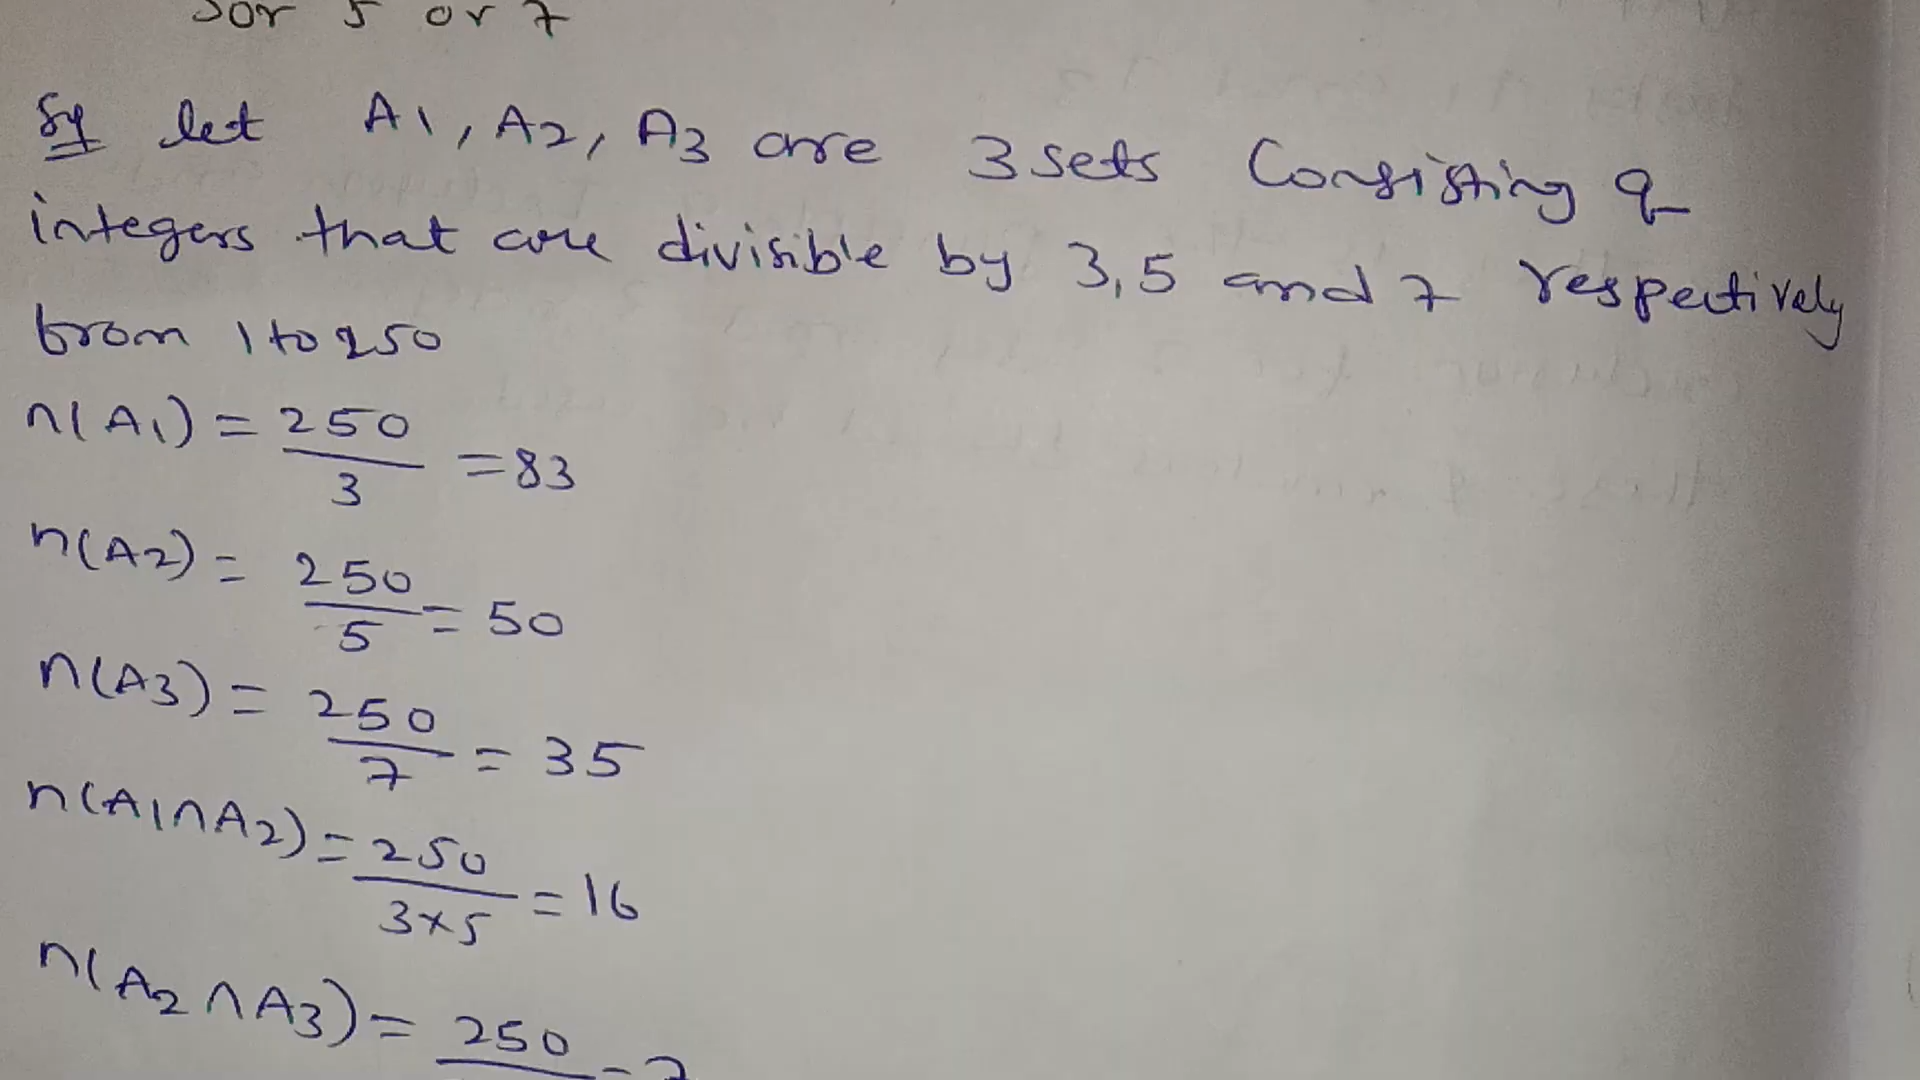 3 or 5 or 7
let A1, A2, A3 are 3 sets Consisting of
integers that are divisible by 3, 5 and 7 respectively
from 1 to 250
n(A1) = 250/3 = 83
n(A2) = 250/5 = 50
n(A3) = 250/7 = 35
n(A1∩A2) = 250/3×5 = 16
n(A2∩A3) = 250